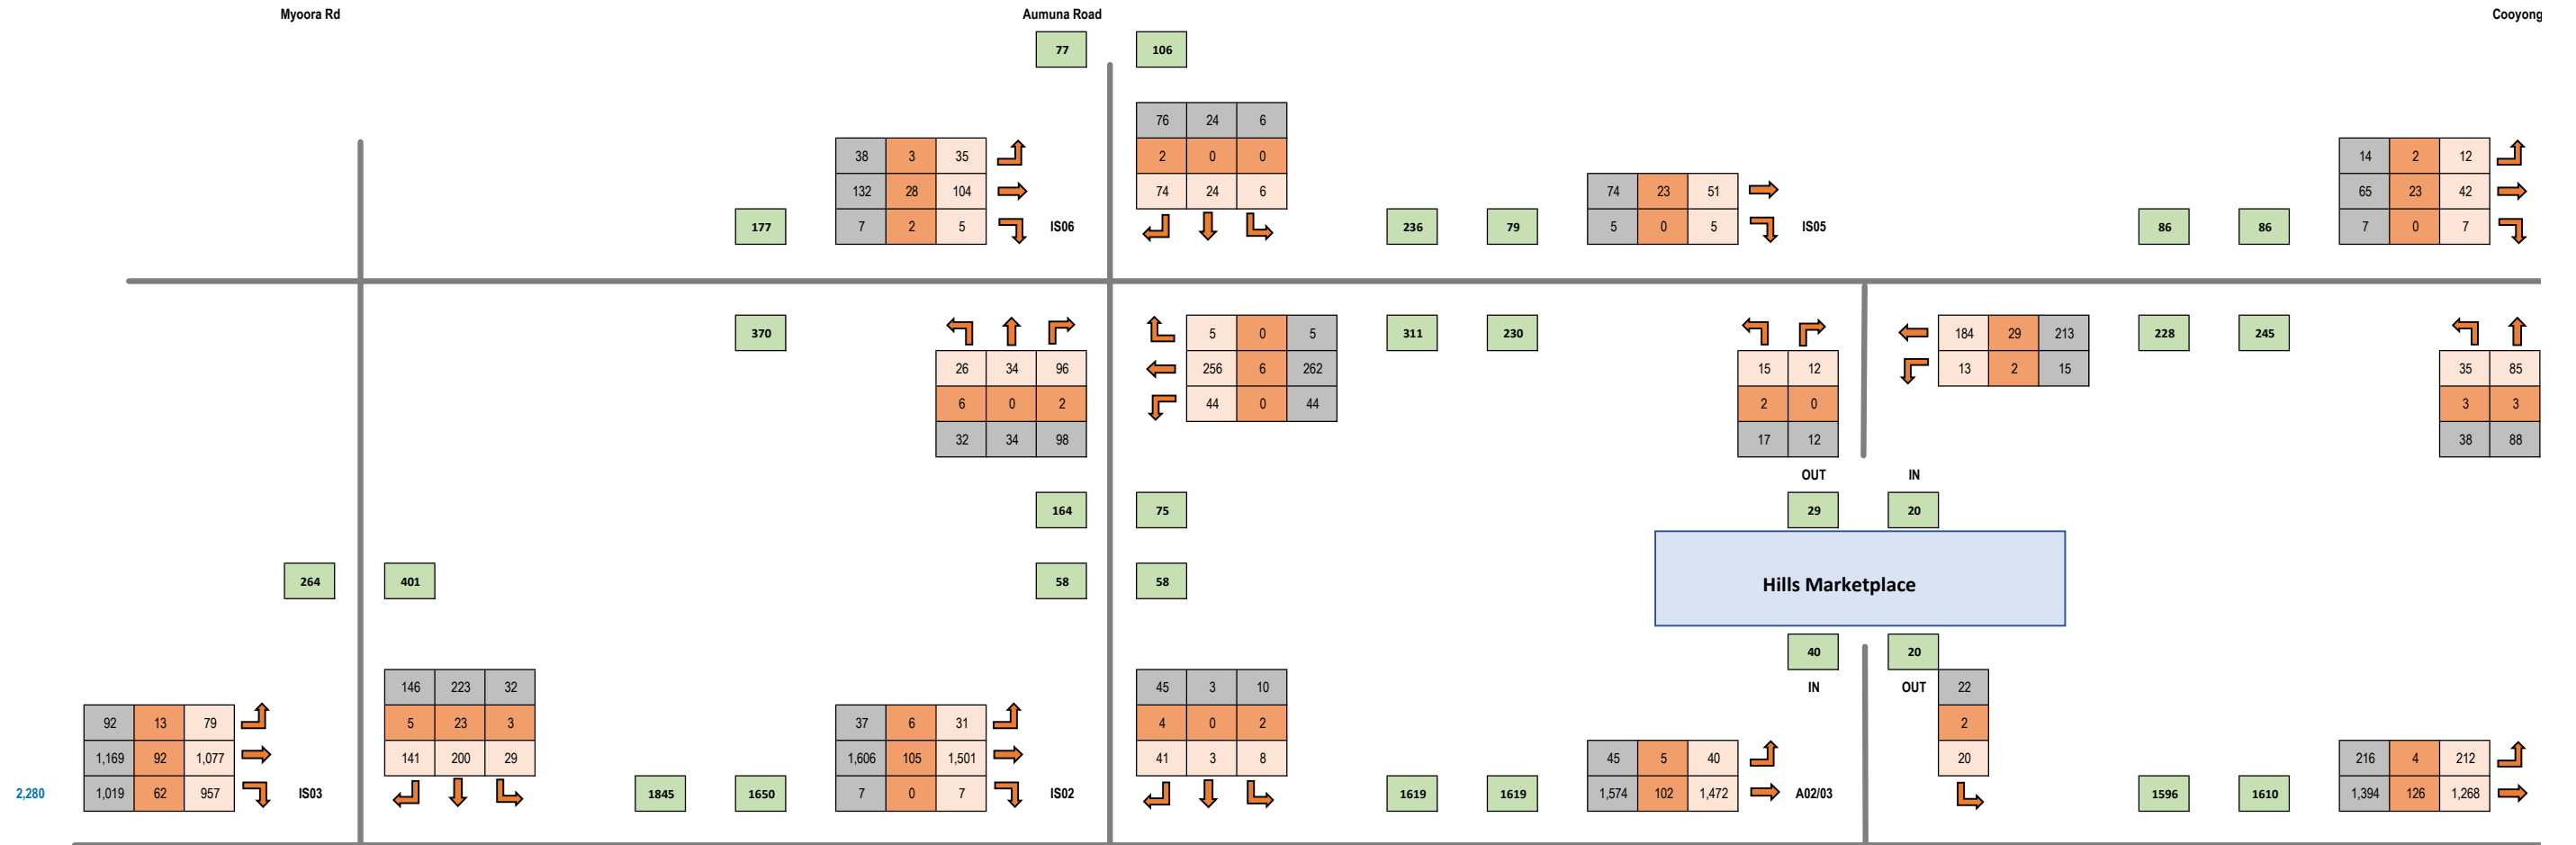 Myoora Rd Aumuna Road Cooyong
77 106
76 24 6
38 3 35 2 0 0 14 2 12
132 28 104 74 24 6 74 23 51 65 23 42
177 7 2 5 IS06 236 79 5 0 5 IS05 86 86 7 0 7
370 5 0 5 311 230 184 29 213 228 245
26 34 96 256 6 262 15 12 13 2 15 35 85
6 0 2 44 0 44 2 0 3 3
32 34 98 17 12 38 88
OUT IN
164 75 29 20
264 401 58 58 Hills Marketplace
40 20
146 223 32 45 3 10 IN OUT 22
92 13 79 5 23 3 37 6 31 4 0 2 2
1,169 92 1,077 141 200 29 1,606 105 1,501 41 3 8 45 5 40 20 216 4 212
2,280 1,019 62 957 IS03 1845 1650 7 0 7 IS02 1619 1619 1,574 102 1,472 A02/03 1596 1610 1,394 126 1,268